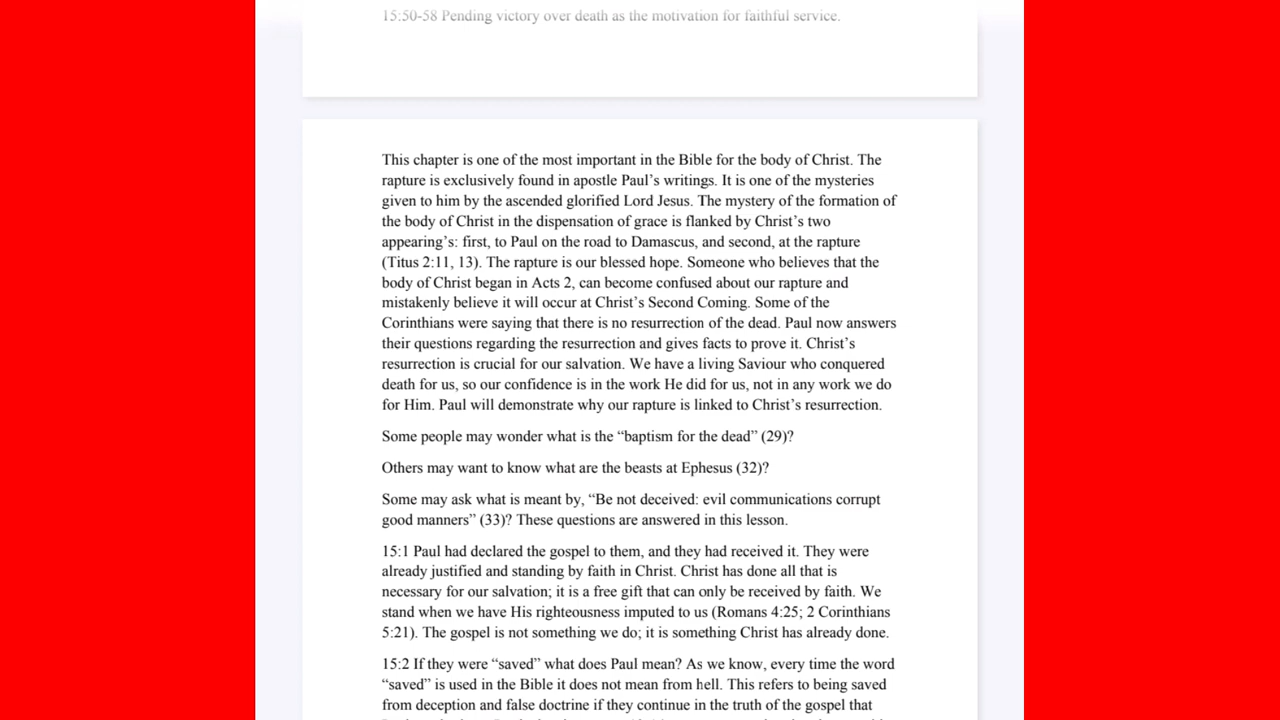 15:50-58 Pending victory over death as the motivation for faithful service.
This chapter is one of the most important in the Bible for the body of Christ. The
rapture is exclusively found in apostle Paul’s writings. It is one of the mysteries
given to him by the ascended glorified Lord Jesus. The mystery of the formation of
the body of Christ in the dispensation of grace is flanked by Christ’s two
appearing’s: first, to Paul on the road to Damascus, and second, at the rapture
(Titus 2:11, 13). The rapture is our blessed hope. Someone who believes that the
body of Christ began in Acts 2, can become confused about our rapture and
mistakenly believe it will occur at Christ’s Second Coming. Some of the
Corinthians were saying that there is no resurrection of the dead. Paul now answers
their questions regarding the resurrection and gives facts to prove it. Christ’s
resurrection is crucial for our salvation. We have a living Saviour who conquered
death for us, so our confidence is in the work He did for us, not in any work we do
for Him. Paul will demonstrate why our rapture is linked to Christ’s resurrection.
Some people may wonder what is the “baptism for the dead” (29)?
Others may want to know what are the beasts at Ephesus (32)?
Some may ask what is meant by, “Be not deceived: evil communications corrupt
good manners” (33)? These questions are answered in this lesson.
15:1 Paul had declared the gospel to them, and they had received it. They were
already justified and standing by faith in Christ. Christ has done all that is
necessary for our salvation; it is a free gift that can only be received by faith. We
stand when we have His righteousness imputed to us (Romans 4:25; 2 Corinthians
5:21). The gospel is not something we do; it is something Christ has already done.
15:2 If they were “saved” what does Paul mean? As we know, every time the word
“saved” is used in the Bible it does not mean from hell. This refers to being saved
from deception and false doctrine if they continue in the truth of the gospel that